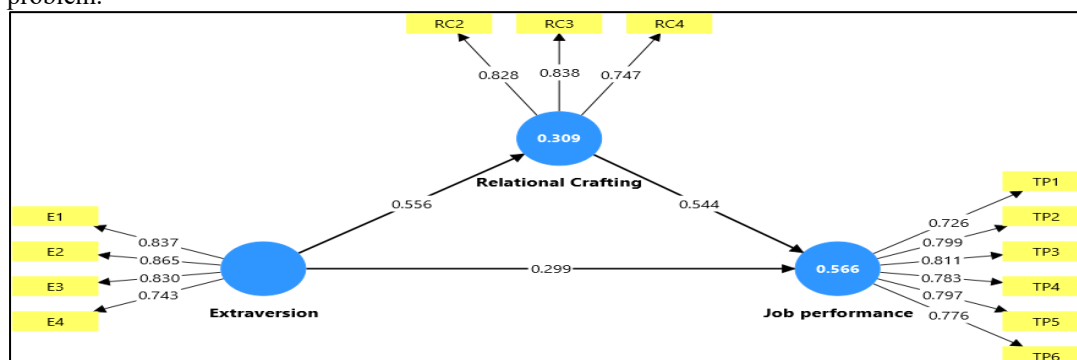 problem.
RC2 RC3 RC4
0.828 0.838 0.747
0.309
Relational Crafting
0.556 0.544
E1
E2
E3
E4
0.837
0.865
0.830
0.743
Extraversion
0.299
0.566
Job performance
0.726
0.799
0.811
0.783
0.797
0.776
TP1
TP2
TP3
TP4
TP5
TP6